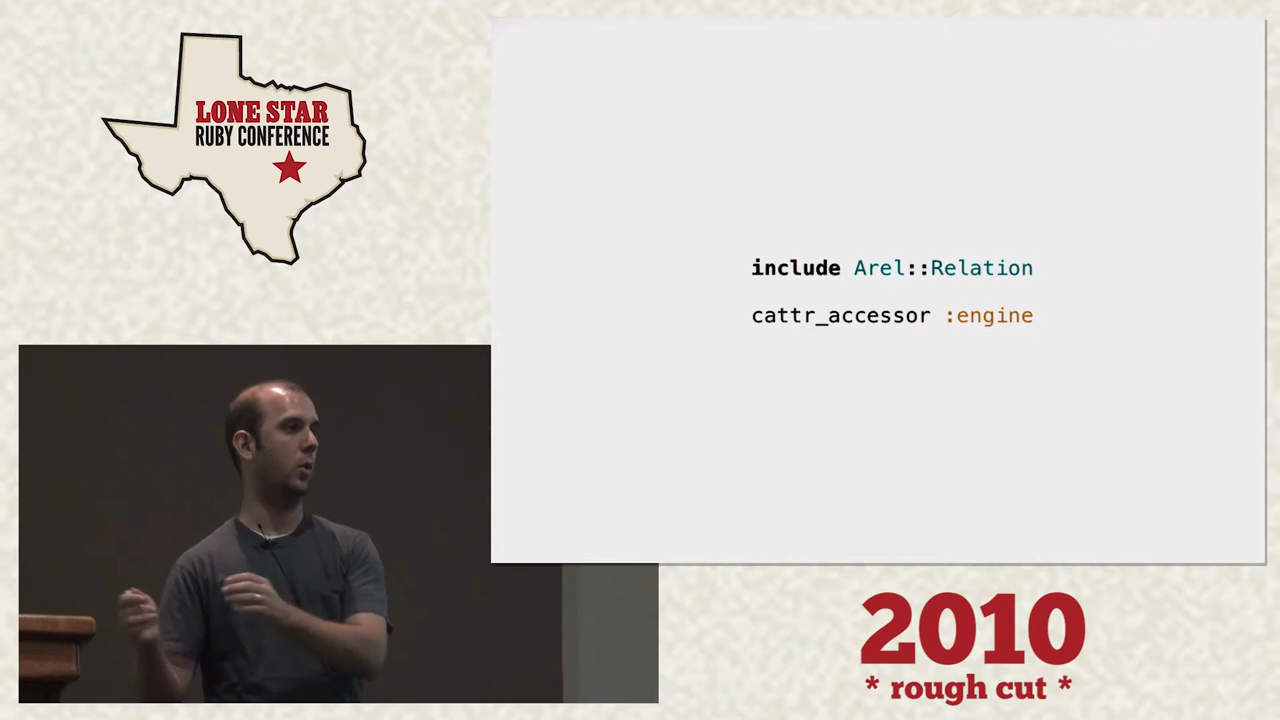 LONE STAR
RUBY CONFERENCE
include Arel::Relation
cattr_accessor :engine
2010
* rough cut *